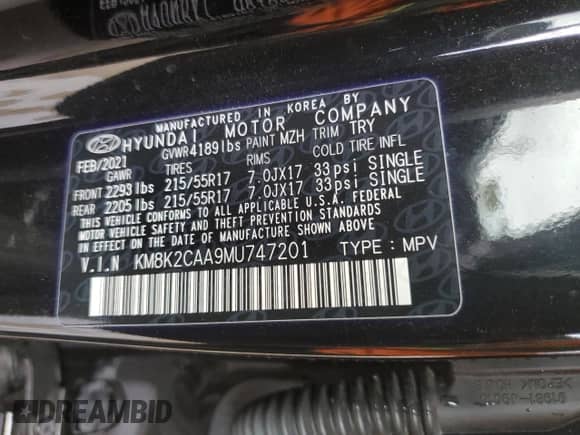 MANUFACTURED IN KOREA BY
HYUNDAI MOTOR COMPANY
FEB/2021 GVWR 4189 lbs PAINT MZH TRIM TRY
GAWR TIRES RIMS COLD TIRE INFL
FRONT 2293 lbs 215/55R17 7.0JX17 33 psi SINGLE
REAR 2205 lbs 215/55R17 7.0JX17 33 psi SINGLE
THIS VEHICLE CONFORMS TO ALL APPLICABLE U.S.A. FEDERAL
MOTOR VEHICLE SAFETY AND THEFT PREVENTION STANDARDS IN
EFFECT ON THE DATE OF MANUFACTURE SHOWN ABOVE.
V.I.N KM8K2CAA9MU747201 TYPE : MPV
DREAMBID